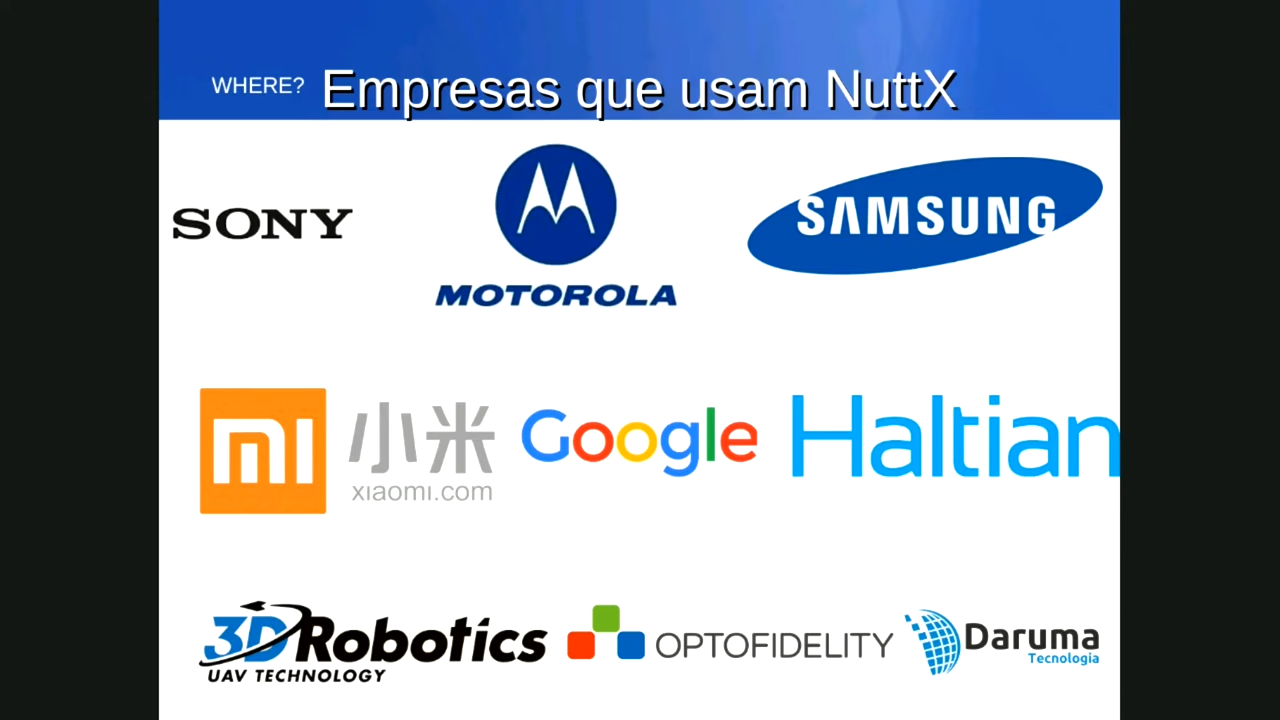 WHERE? Empresas que usam NuttX
SONY
MOTOROLA
SAMSUNG
mi 小米
xiaomi.com
Google
Haltian
3DRobotics
UAV TECHNOLOGY
OPTOFIDELITY
Daruma
Tecnologia